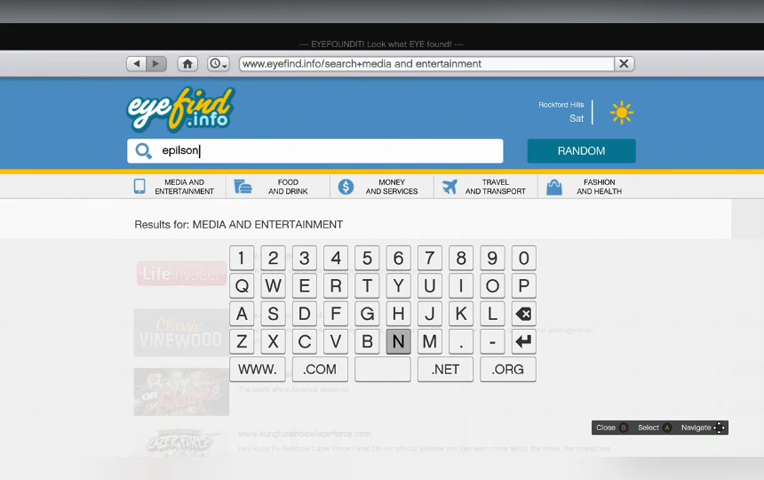 --- EYEFOUNDIT! Look what EYE found! ---
www.eyefind.info/search+media and entertainment
eyefind
.info
Rockford Hills
Sat
epilson
RANDOM
MEDIA AND
ENTERTAINMENT
FOOD
AND DRINK
MONEY
AND SERVICES
TRAVEL
AND TRANSPORT
FASHION
AND HEALTH
Results for: MEDIA AND ENTERTAINMENT
1 2 3 4 5 6 7 8 9 0
Q W E R T Y U I O P
A S D F G H J K L
Z X C V B N M . -
WWW. .COM .NET .ORG
Life Invader
Classic
VINEWOOD
OR
www.kungfurainbowlazerforce.com
Close B Select A Navigate